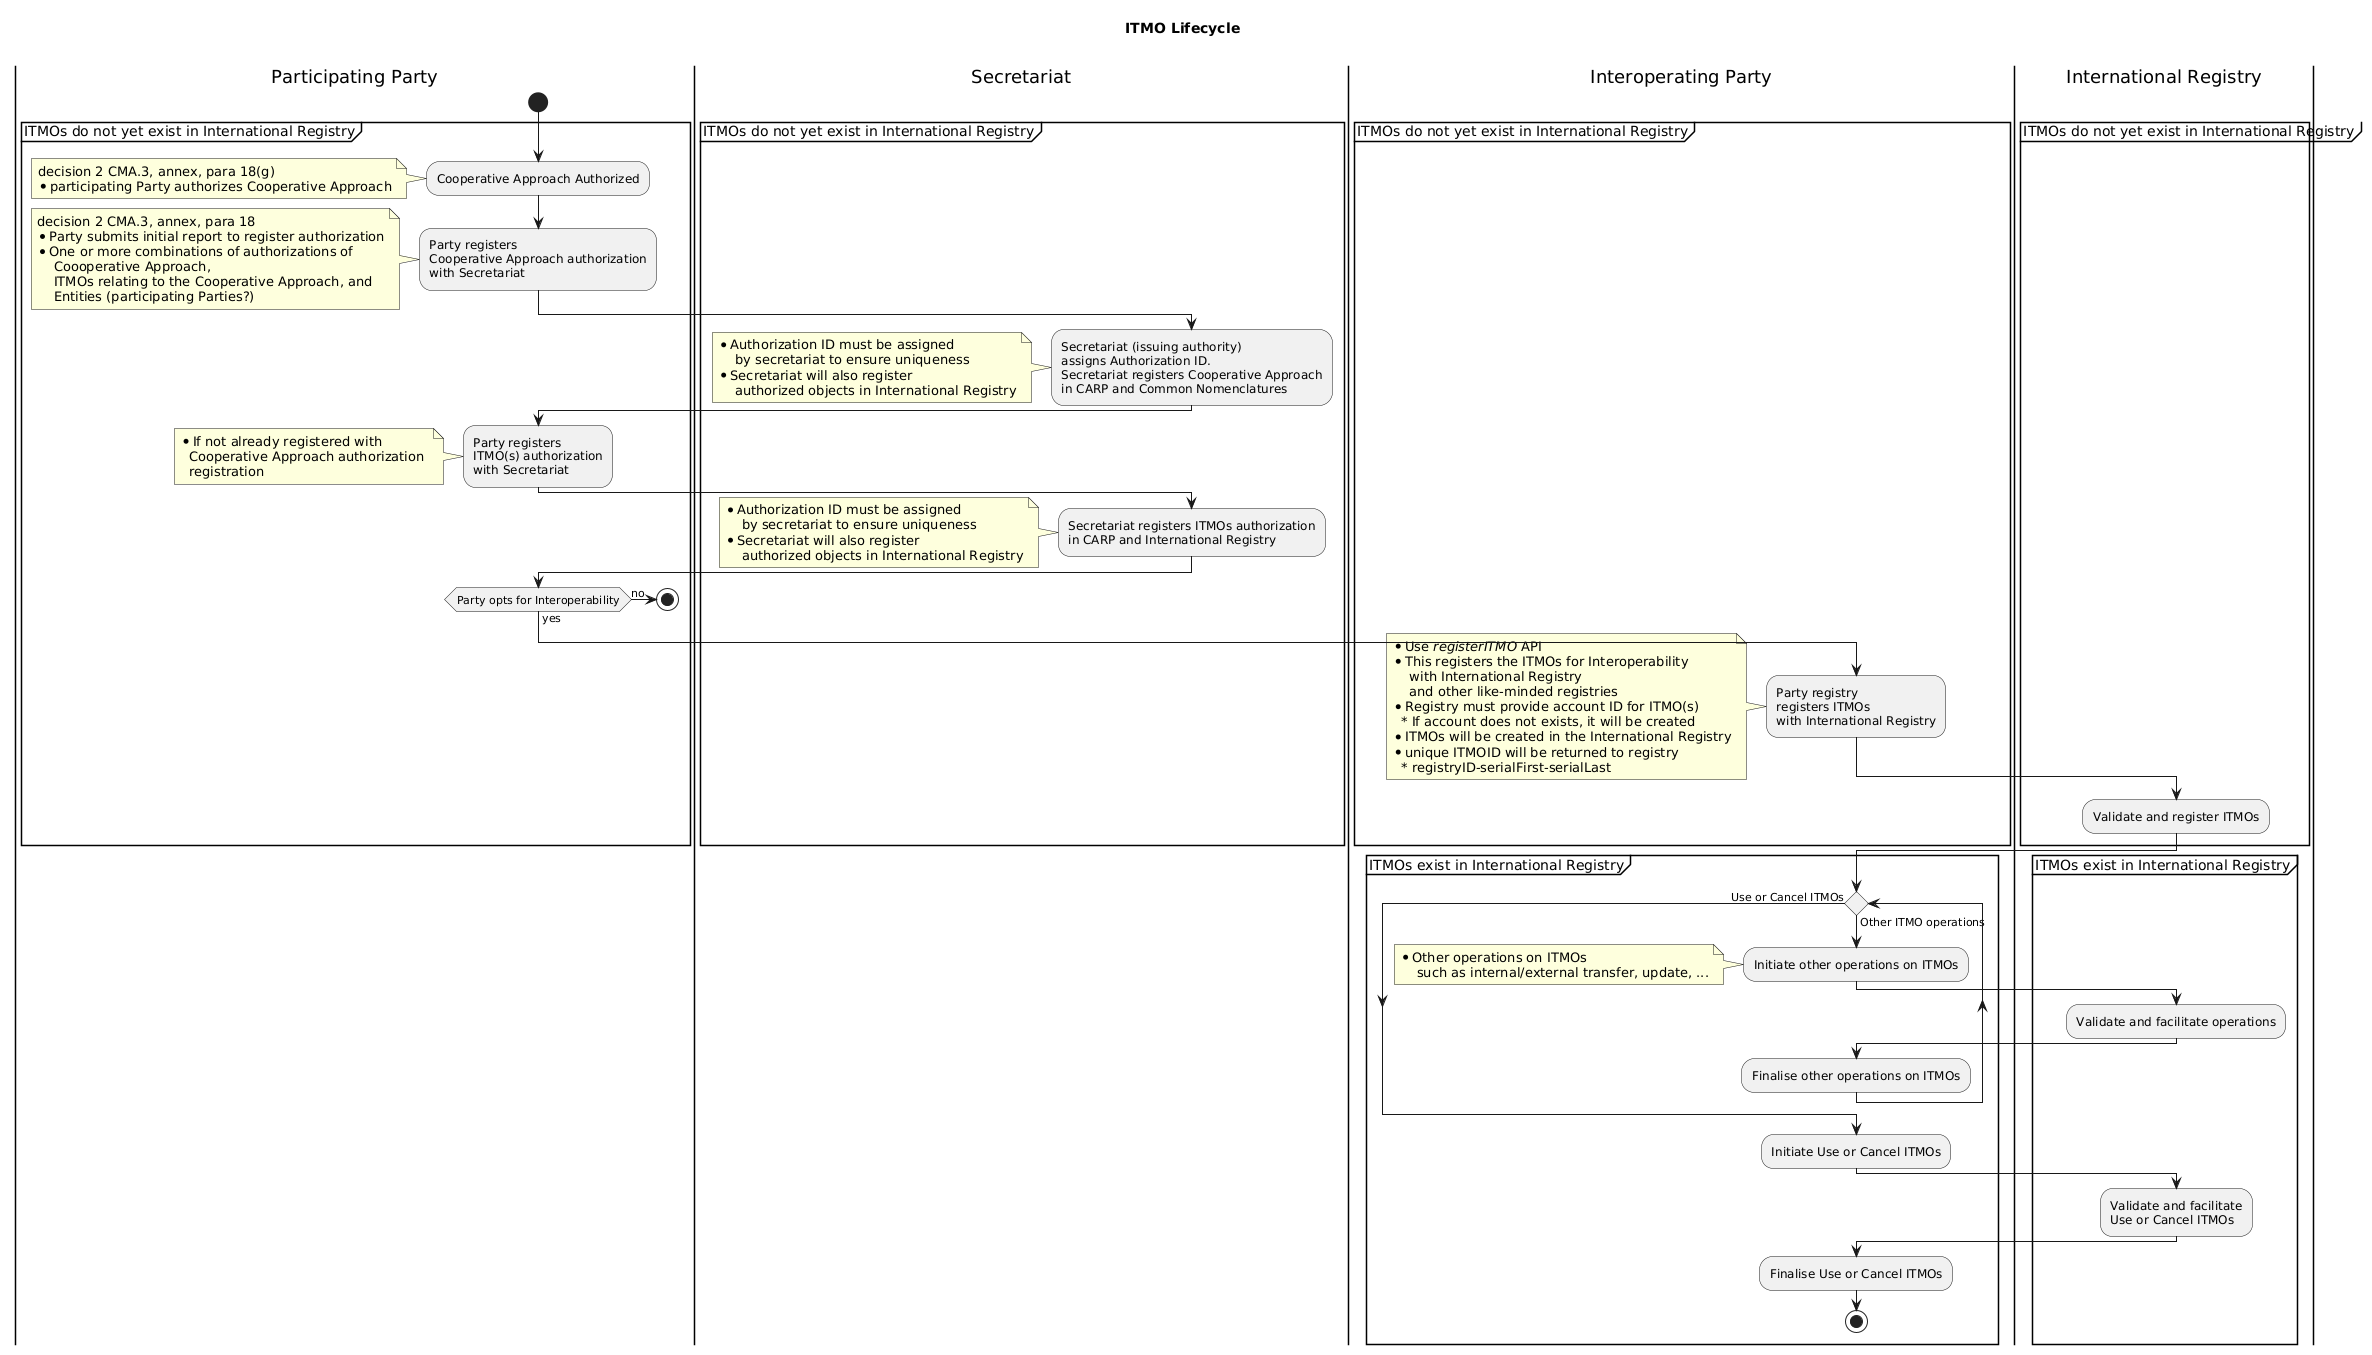 ITMO Lifecycle
Participating Party
Secretariat
Interoperating Party
International Registry
ITMOs do not yet exist in International Registry
ITMOs do not yet exist in International Registry
ITMOs do not yet exist in International Registry
ITMOs do not yet exist in International Registry
decision 2 CMA.3, annex, para 18(g)
• participating Party authorizes Cooperative Approach
Cooperative Approach Authorized
decision 2 CMA.3, annex, para 18
• Party submits initial report to register authorization
• One or more combinations of authorizations of
Coooperative Approach,
ITMOs relating to the Cooperative Approach, and
Entities (participating Parties?)
Party registers
Cooperative Approach authorization
with Secretariat
• Authorization ID must be assigned
by secretariat to ensure uniqueness
• Secretariat will also register
authorized objects in International Registry
Secretariat (issuing authority)
assigns Authorization ID.
Secretariat registers Cooperative Approach
in CARP and Common Nomenclatures
• If not already registered with
Cooperative Approach authorization
registration
Party registers
ITMO(s) authorization
with Secretariat
• Authorization ID must be assigned
by secretariat to ensure uniqueness
• Secretariat will also register
authorized objects in International Registry
Secretariat registers ITMOs authorization
in CARP and International Registry
Party opts for Interoperability
no
yes
• Use registerITMO API
• This registers the ITMOs for Interoperability
with International Registry
and other like-minded registries
• Registry must provide account ID for ITMO(s)
* If account does not exists, it will be created
• ITMOs will be created in the International Registry
• unique ITMOID will be returned to registry
* registryID-serialFirst-serialLast
Party registry
registers ITMOs
with International Registry
Validate and register ITMOs
ITMOs exist in International Registry
ITMOs exist in International Registry
Use or Cancel ITMOs
Other ITMO operations
• Other operations on ITMOs
such as internal/external transfer, update, ...
Initiate other operations on ITMOs
Validate and facilitate operations
Finalise other operations on ITMOs
Initiate Use or Cancel ITMOs
Validate and facilitate
Use or Cancel ITMOs
Finalise Use or Cancel ITMOs